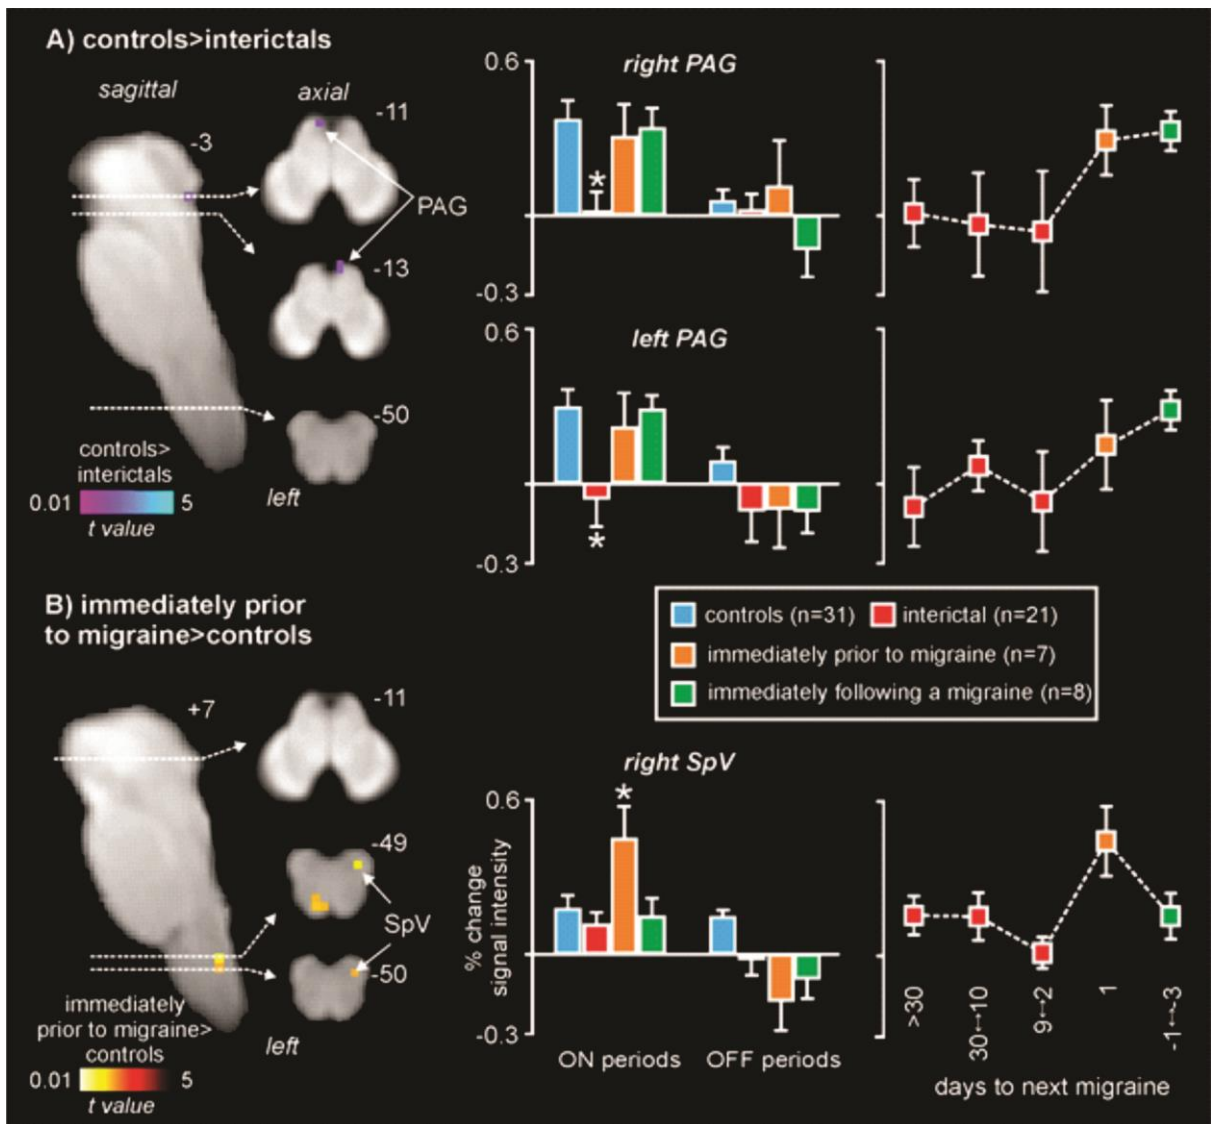 A) controls>interictals
sagittal
axial
-3
-11
PAG
-13
-50
controls>
interictals
0.01
5
t value
left
right PAG
0.6
*
-0.3
left PAG
0.6
*
-0.3
controls (n=31)
interictal (n=21)
immediately prior to migraine (n=7)
immediately following a migraine (n=8)
B) immediately prior
to migraine>controls
+7
-11
-49
SpV
-50
immediately
prior to migraine>
controls
0.01
5
t value
left
right SpV
0.6
*
% change
signal intensity
-0.3
ON periods
OFF periods
>30
30↔10
9↔2
1
-1↔-3
days to next migraine